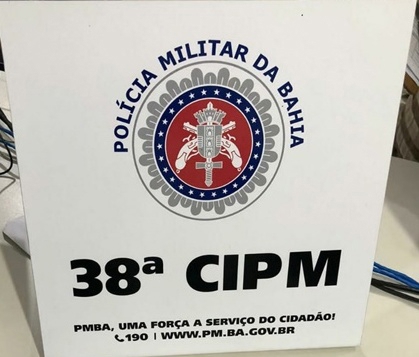 POLÍCIA MILITAR DA BAHIA
38ª CIPM
PMBA, UMA FORÇA A SERVIÇO DO CIDADÃO!
190 | WWW.PM.BA.GOV.BR